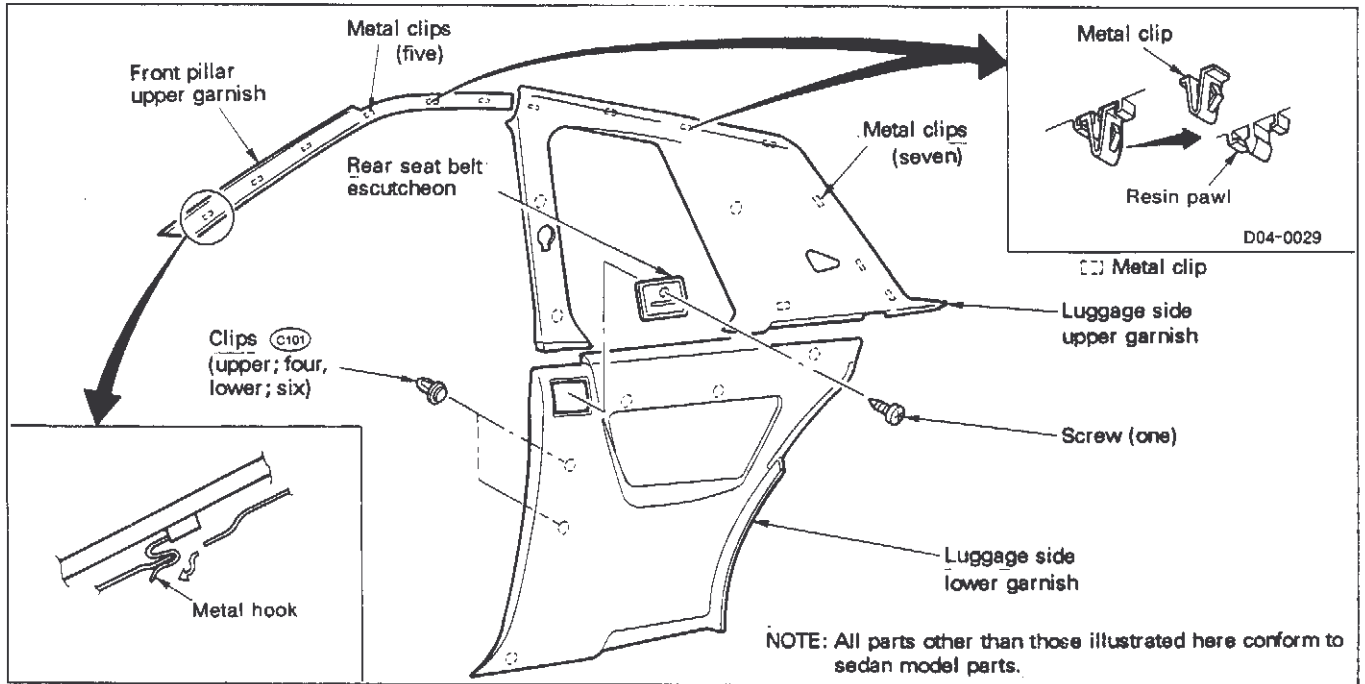 Metal clips
(five)
Front pillar
upper garnish
Rear seat belt
escutcheon
Metal clips
(seven)
Metal clip
Resin pawl
D04-0029
Metal clip
Luggage side
upper garnish
Clips C101
(upper; four,
lower; six)
Screw (one)
Metal hook
Luggage side
lower garnish
NOTE: All parts other than those illustrated here conform to
sedan model parts.